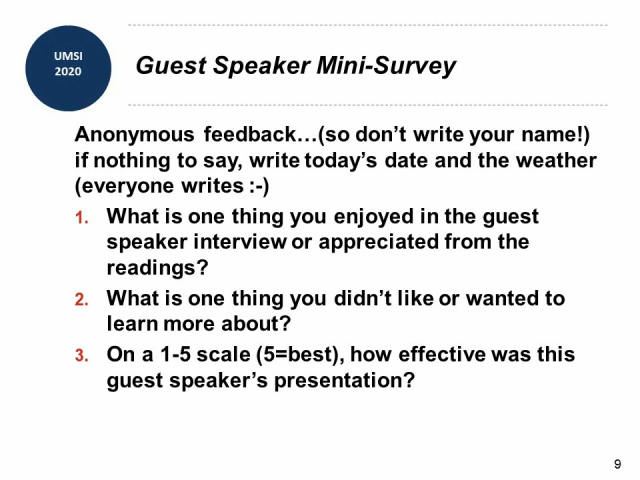 UMSI
2020
Guest Speaker Mini-Survey
Anonymous feedback…(so don’t write your name!)
if nothing to say, write today’s date and the weather
(everyone writes :-)
1. What is one thing you enjoyed in the guest
speaker interview or appreciated from the
readings?
2. What is one thing you didn’t like or wanted to
learn more about?
3. On a 1-5 scale (5=best), how effective was this
guest speaker’s presentation?
9